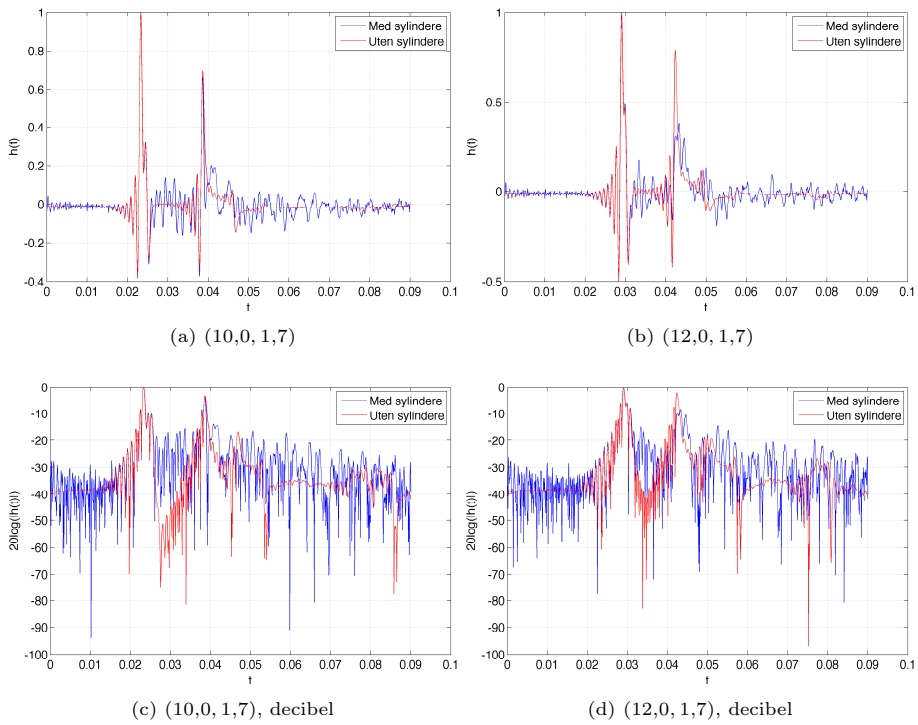 1
0.8
0.6
0.4
0.2
0
−0.2
−0.4
h(t)
Med sylindere
Uten sylindere
0 0.01 0.02 0.03 0.04 0.05 0.06 0.07 0.08 0.09 0.1
t
(a) (10,0, 1,7)
1
0.5
0
−0.5
h(t)
Med sylindere
Uten sylindere
0 0.01 0.02 0.03 0.04 0.05 0.06 0.07 0.08 0.09 0.1
t
(b) (12,0, 1,7)
0
−10
−20
−30
−40
−50
−60
−70
−80
−90
−100
20log(|h(t)|)
Med sylindere
Uten sylindere
0 0.01 0.02 0.03 0.04 0.05 0.06 0.07 0.08 0.09 0.1
t
(c) (10,0, 1,7), decibel
0
−10
−20
−30
−40
−50
−60
−70
−80
−90
−100
20log(|h(t)|)
Med sylindere
Uten sylindere
0 0.01 0.02 0.03 0.04 0.05 0.06 0.07 0.08 0.09 0.1
t
(d) (12,0, 1,7), decibel